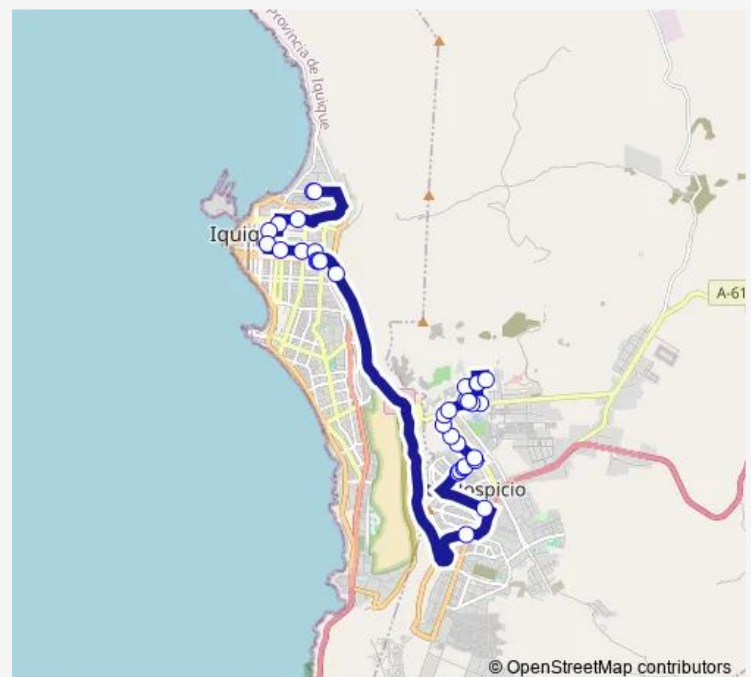 Provincia de Iquique
Iquiq
A-61
Hospicio
© OpenStreetMap contributors